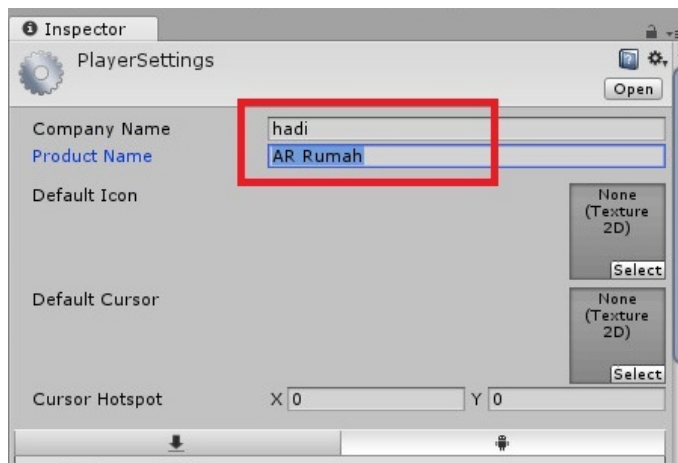 Inspector
PlayerSettings
Open
Company Name hadi
Product Name AR Rumah
Default Icon
None
(Texture
2D)
Select
Default Cursor
None
(Texture
2D)
Select
Cursor Hotspot X 0 Y 0